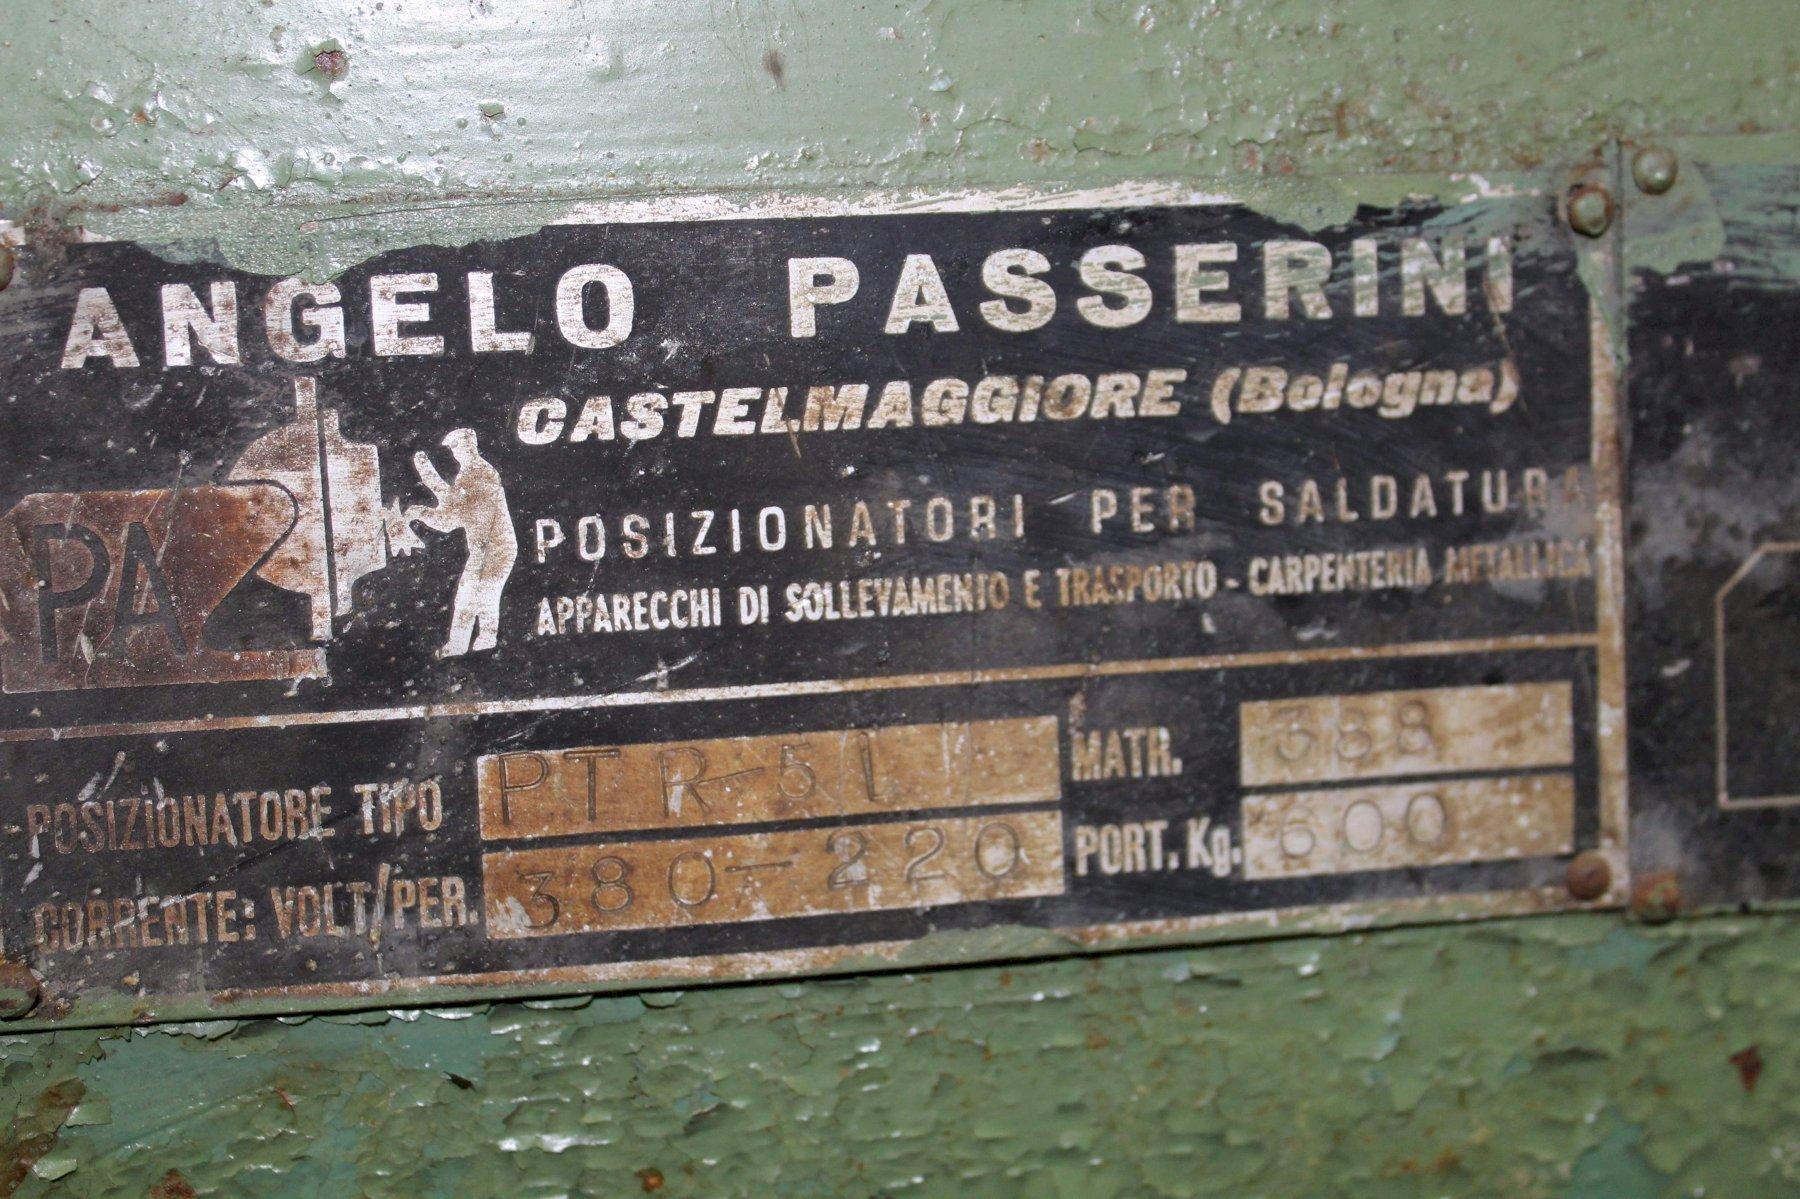 ANGELO PASSERINI
CASTELMAGGIORE (Bologna)
PA
POSIZIONATORI PER SALDATURA
APPARECCHI DI SOLLEVAMENTO E TRASPORTO - CARPENTERIA METALLICA
POSIZIONATORE TIPO PTR-51 MATR. 388
CORRENTE: VOLT/PER. 380-220 PORT. Kg. 600